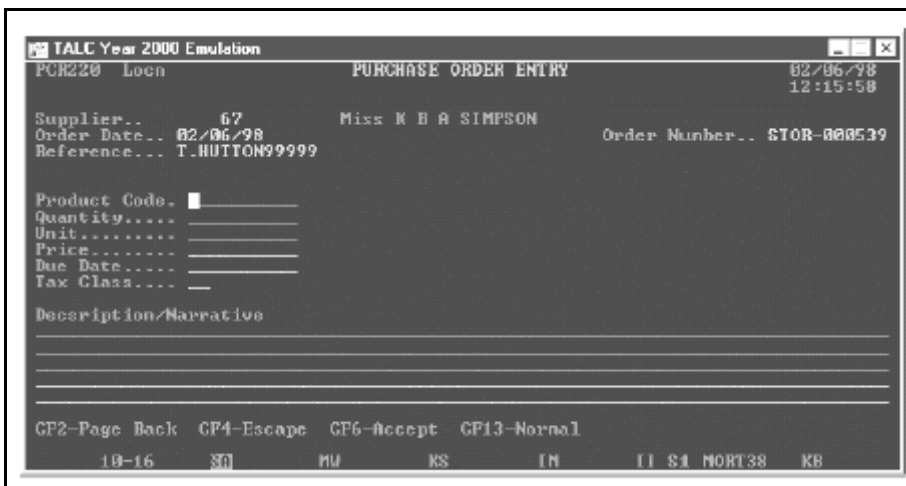 TALC Year 2000 Emulation
PCR220 Locn PURCHASE ORDER ENTRY 02/06/98
12:15:58
Supplier.. 67 Miss K B A SIMPSON
Order Date.. 02/06/98 Order Number.. STOR-000539
Reference... T.HUTTON99999
Product Code.
Quantity.....
Unit.........
Price........
Due Date.....
Tax Class....
Decsription/Narrative
CF2-Page Back CF4-Escape CF6-Accept CF13-Normal
10-16 SA MW KS IM II S1 MORT38 KB